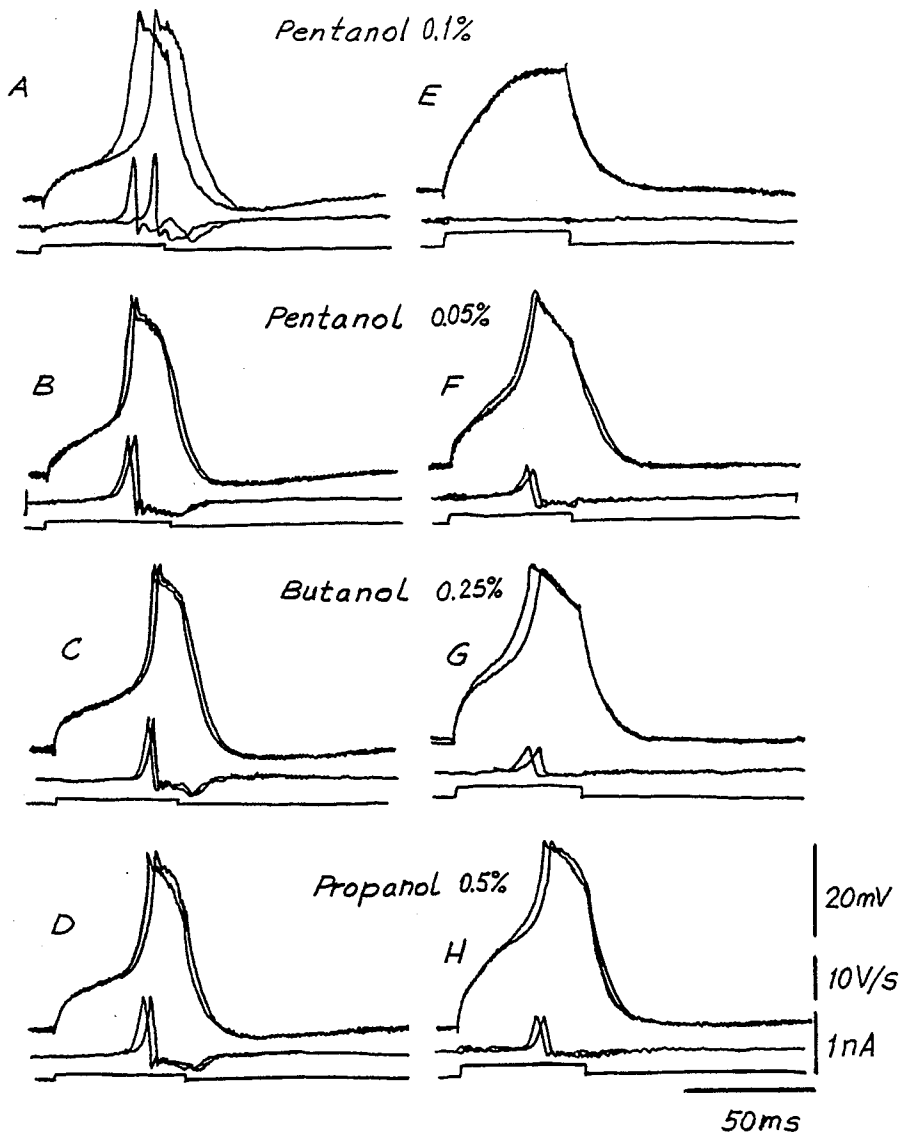 Pentanol 0.1%
A
E
Pentanol 0.05%
B
F
Butanol 0.25%
C
G
Propanol 0.5%
D
H
20mV
10V/s
1nA
50ms